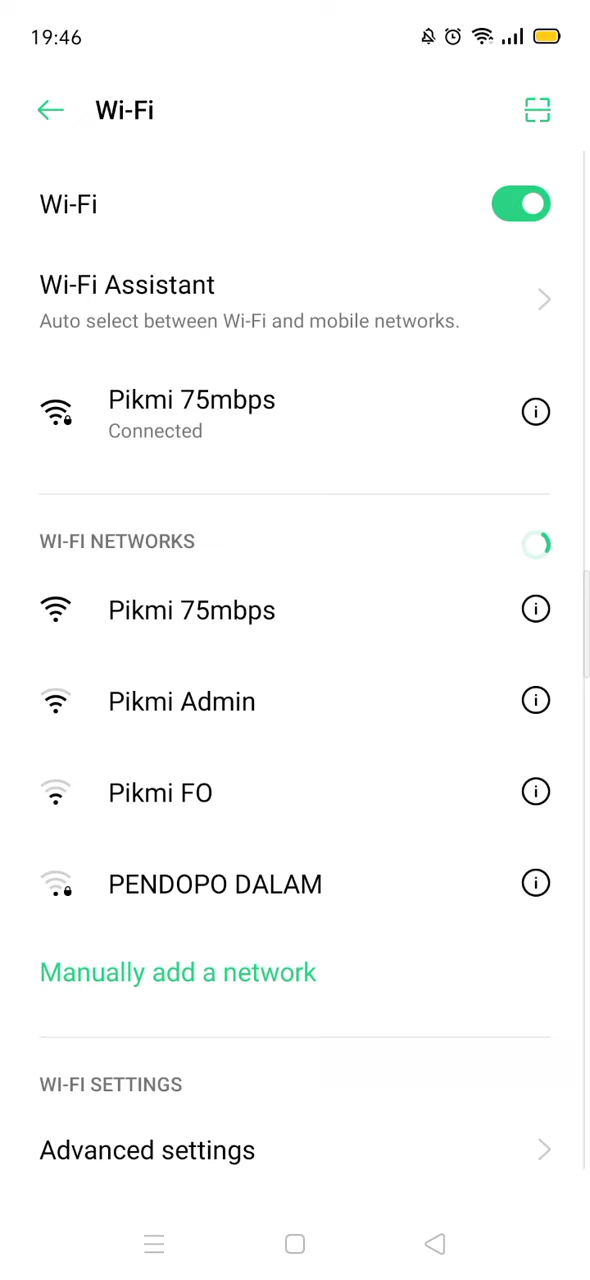 19:46
Wi-Fi
Wi-Fi
Wi-Fi Assistant
Auto select between Wi-Fi and mobile networks.
Pikmi 75mbps
Connected
WI-FI NETWORKS
Pikmi 75mbps
Pikmi Admin
Pikmi FO
PENDOPO DALAM
Manually add a network
WI-FI SETTINGS
Advanced settings